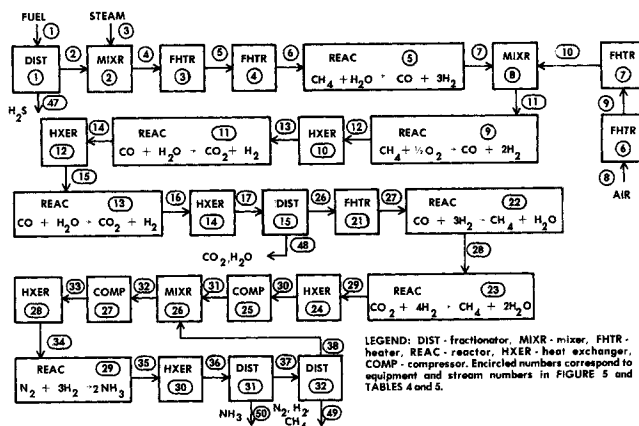 FUEL
STEAM
1
2
3
4
5
6
7
10
DIST
1
MIXR
2
FHTR
3
FHTR
4
REAC 5
CH4 + H2O → CO + 3H2
MIXR
8
FHTR
7
H2S
47
11
9
HXER
12
14
REAC 11
CO + H2O → CO2 + H2
13
HXER
10
12
REAC 9
CH4 + ½O2 → CO + 2H2
FHTR
6
15
8
AIR
REAC 13
CO + H2O → CO2 + H2
16
HXER
14
17
DIST
15
26
FHTR
21
27
REAC 22
CO + 3H2 → CH4 + H2O
CO2, H2O
48
28
HXER
28
33
COMP
27
32
MIXR
26
31
COMP
25
30
HXER
24
29
REAC 23
CO2 + 4H2 → CH4 + 2H2O
34
38
REAC 29
N2 + 3H2 → 2NH3
35
HXER
30
36
DIST
31
37
DIST
32
NH3
50
N2, H2,
CH4
49
LEGEND: DIST - fractionator, MIXR - mixer, FHTR -
heater, REAC - reactor, HXER - heat exchanger,
COMP - compressor. Encircled numbers correspond to
equipment and stream numbers in FIGURE 5 and
TABLES 4 and 5.